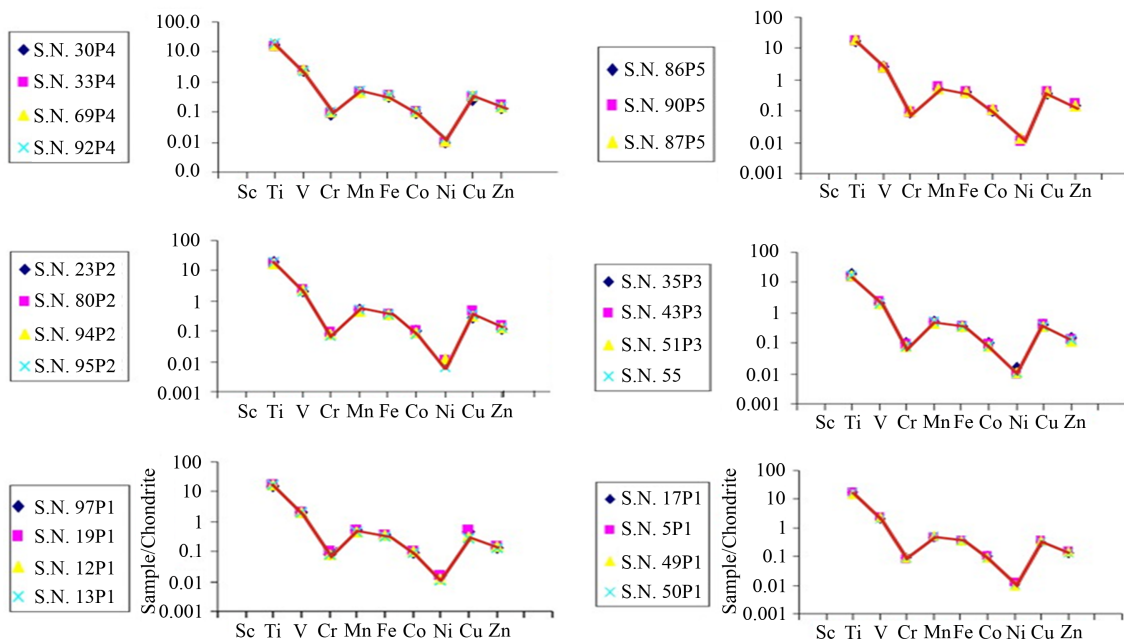 S.N. 30P4
S.N. 33P4
S.N. 69P4
S.N. 92P4
100.0
10.0
1.0
0.1
0.01
0.0
Sc Ti V Cr Mn Fe Co Ni Cu Zn
S.N. 86P5
S.N. 90P5
S.N. 87P5
100
10
1
0.1
0.01
0.001
Sc Ti V Cr Mn Fe Co Ni Cu Zn
S.N. 23P2
S.N. 80P2
S.N. 94P2
S.N. 95P2
100
10
1
0.1
0.01
0.001
Sc Ti V Cr Mn Fe Co Ni Cu Zn
S.N. 35P3
S.N. 43P3
S.N. 51P3
S.N. 55
100
10
1
0.1
0.01
0.001
Sc Ti V Cr Mn Fe Co Ni Cu Zn
S.N. 97P1
S.N. 19P1
S.N. 12P1
S.N. 13P1
Sample/Chondrite
100
10
1
0.1
0.01
0.001
Sc Ti V Cr Mn Fe Co Ni Cu Zn
S.N. 17P1
S.N. 5P1
S.N. 49P1
S.N. 50P1
Sample/Chondrite
100
10
1
0.1
0.01
0.001
Sc Ti V Cr Mn Fe Co Ni Cu Zn